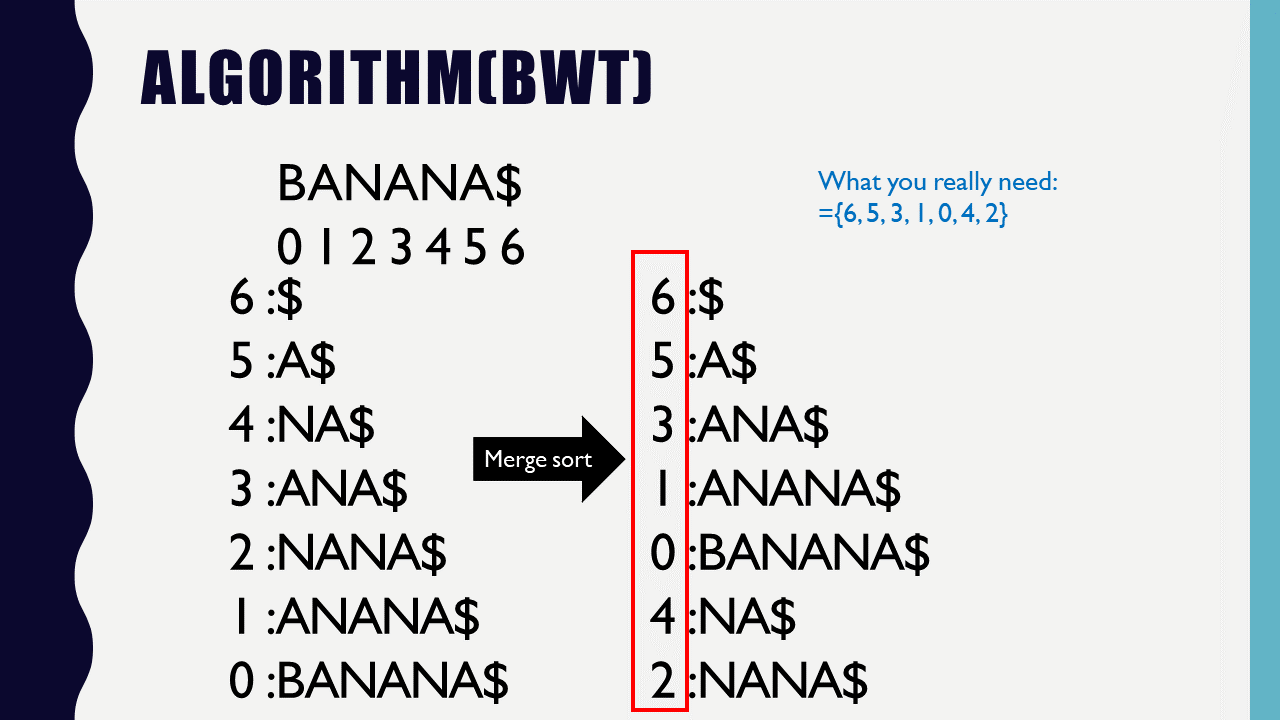 ALGORITHM(BWT)
BANANA$
0 1 2 3 4 5 6
What you really need:
={6, 5, 3, 1, 0, 4, 2}
6 :$
5 :A$
4 :NA$
3 :ANA$
2 :NANA$
1 :ANANA$
0 :BANANA$
Merge sort
6 :$
5 :A$
3 :ANA$
1 :ANANA$
0 :BANANA$
4 :NA$
2 :NANA$